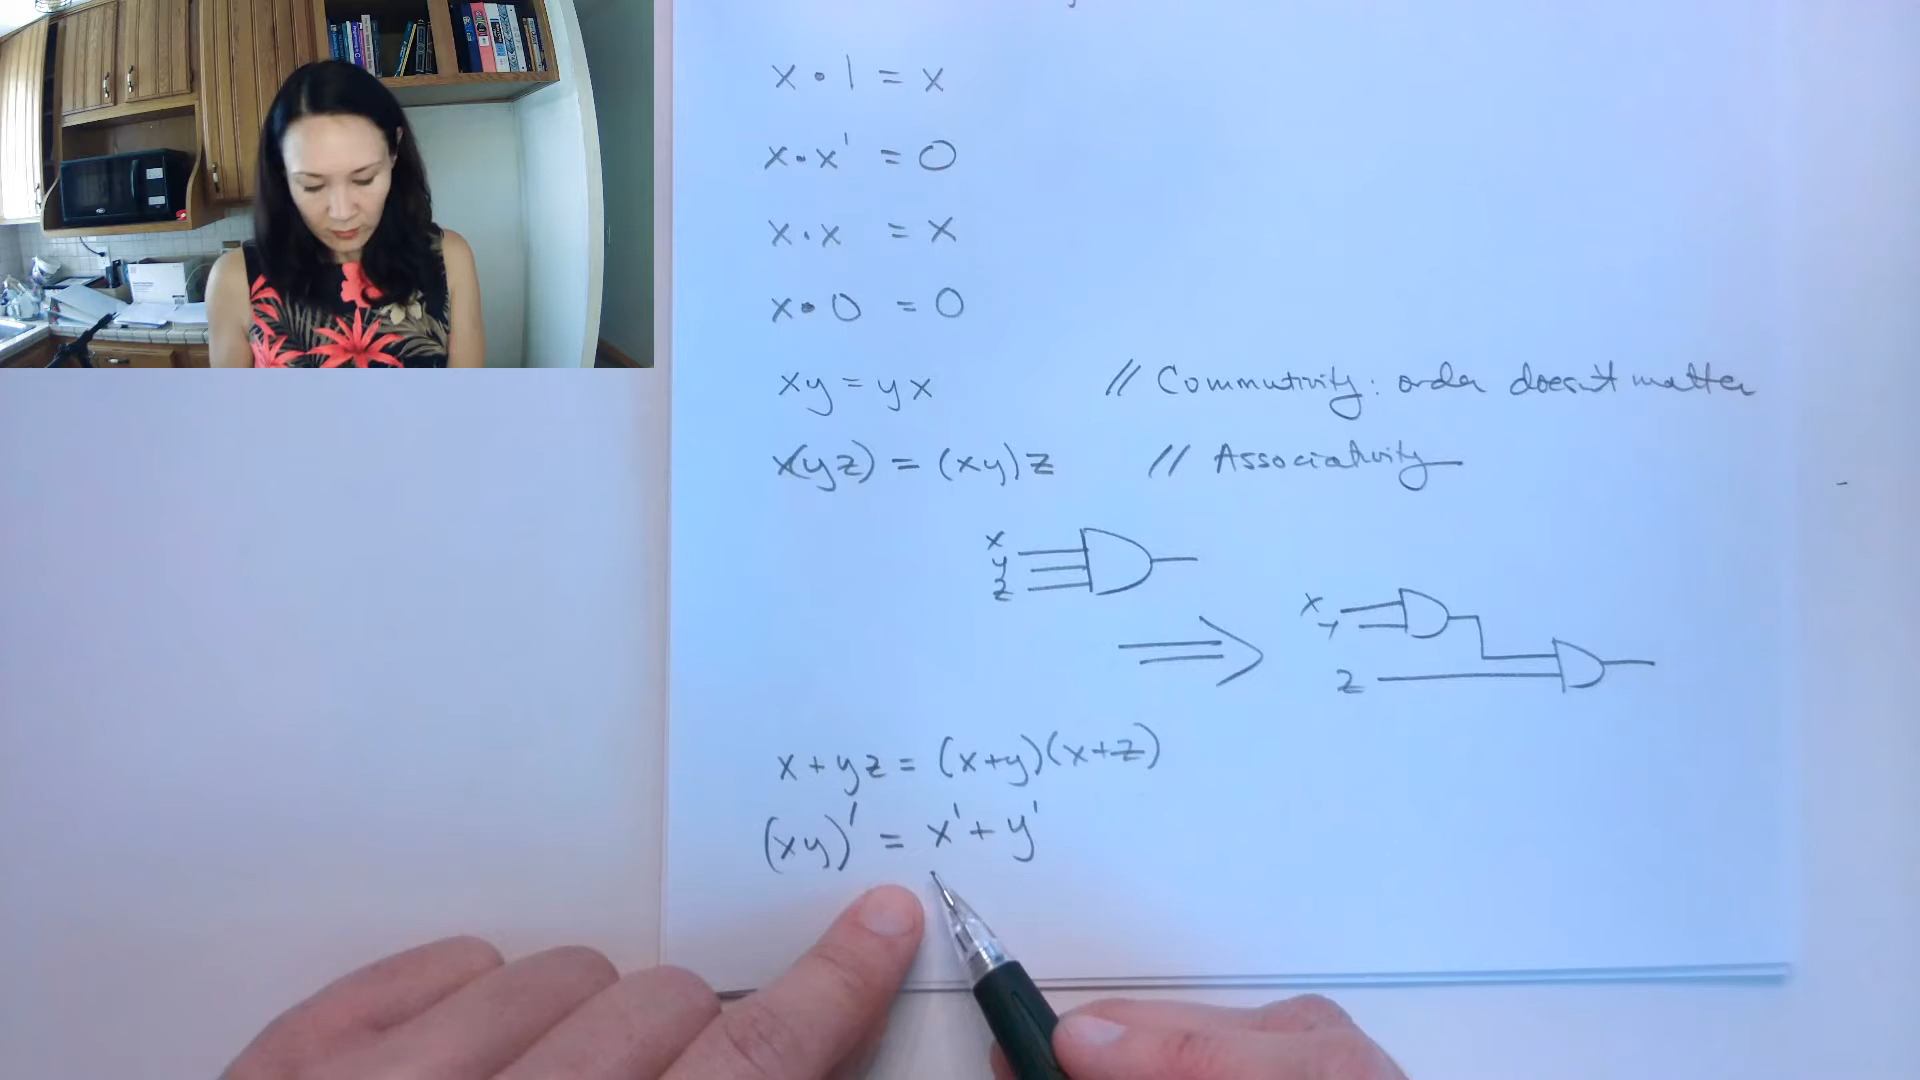 x · 1 = x
x · x' = 0
x · x = x
x · 0 = 0
xy = yx // Commutivity: order doesn't matter
x(yz) = (xy)z // Associativity
x
y
z
x
y
z
x + yz = (x+y)(x+z)
(xy)' = x' + y'